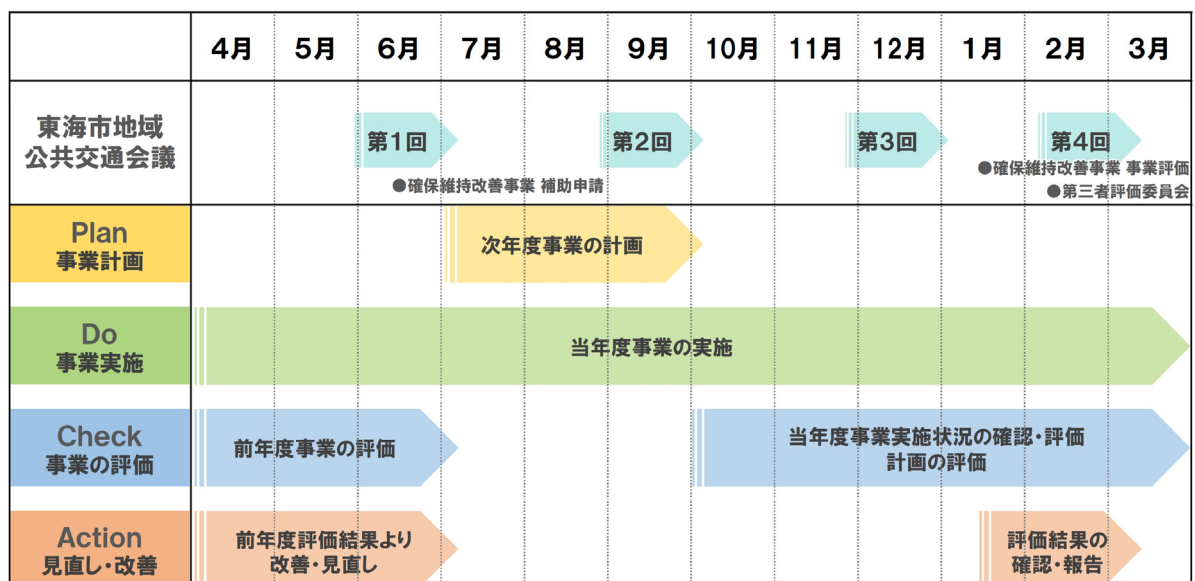 4月 5月 6月 7月 8月 9月 10月 11月 12月 1月 2月 3月
東海市地域
公共交通会議
第1回 第2回 第3回 第4回
●確保維持改善事業 補助申請
●確保維持改善事業 事業評価
●第三者評価委員会
Plan
事業計画
次年度事業の計画
Do
事業実施
当年度事業の実施
Check
事業の評価
前年度事業の評価
当年度事業実施状況の確認・評価
計画の評価
Action
見直し・改善
前年度評価結果より
改善・見直し
評価結果の
確認・報告